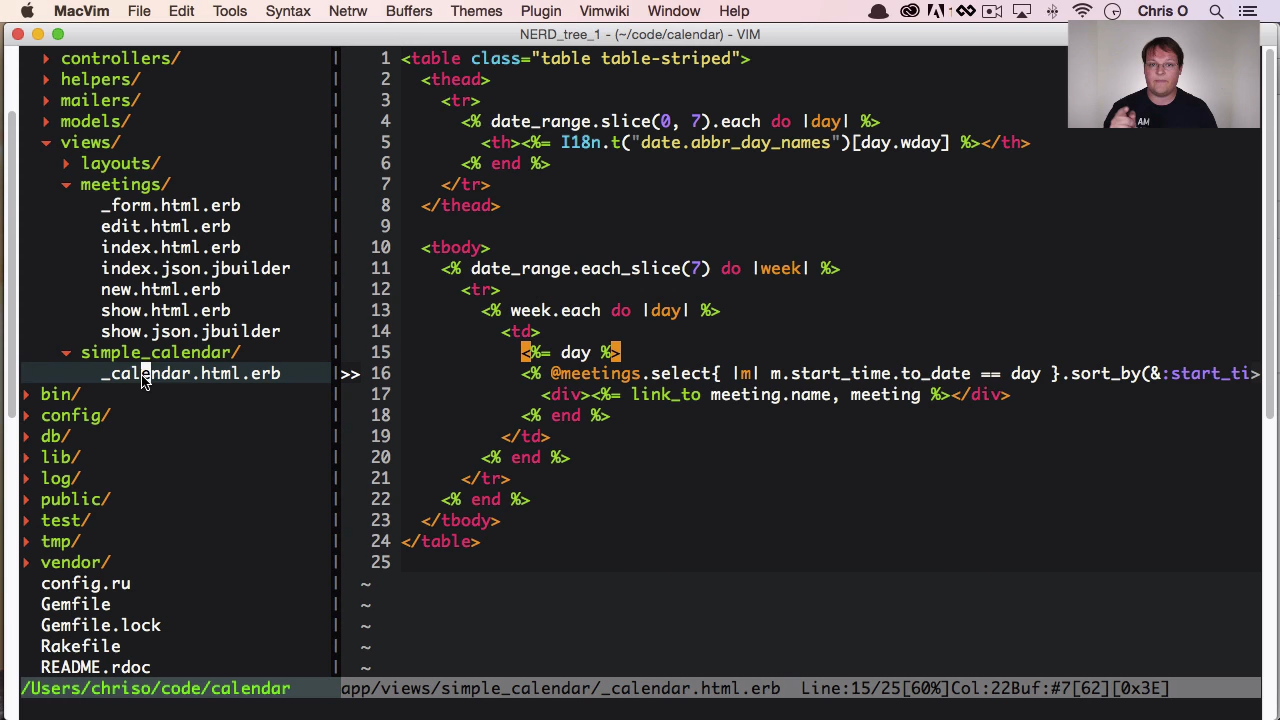 MacVim File Edit Tools Syntax Netrw Buffers Themes Plugin Vimwiki Window Help Chris O
NERD_tree_1 - (~/code/calendar) - VIM
controllers/
helpers/
mailers/
models/
views/
layouts/
meetings/
_form.html.erb
edit.html.erb
index.html.erb
index.json.jbuilder
new.html.erb
show.html.erb
show.json.jbuilder
simple_calendar/
_calendar.html.erb
bin/
config/
db/
lib/
log/
public/
test/
tmp/
vendor/
config.ru
Gemfile
Gemfile.lock
Rakefile
README.rdoc
/Users/chriso/code/calendar
1 <table class="table table-striped">
2 <thead>
3 <tr>
4 <% date_range.slice(0, 7).each do |day| %>
5 <th><%= I18n.t("date.abbr_day_names")[day.wday] %></th>
6 <% end %>
7 </tr>
8 </thead>
9
10 <tbody>
11 <% date_range.each_slice(7) do |week| %>
12 <tr>
13 <% week.each do |day| %>
14 <td>
15 <%= day %>
>> 16 <% @meetings.select{ |m| m.start_time.to_date == day }.sort_by(&:start_ti>
17 <div><%= link_to meeting.name, meeting %></div>
18 <% end %>
19 </td>
20 <% end %>
21 </tr>
22 <% end %>
23 </tbody>
24 </table>
25
~
~
~
~
~
app/views/simple_calendar/_calendar.html.erb Line:15/25[60%]Col:22Buf:#7[62][0x3E]
AM